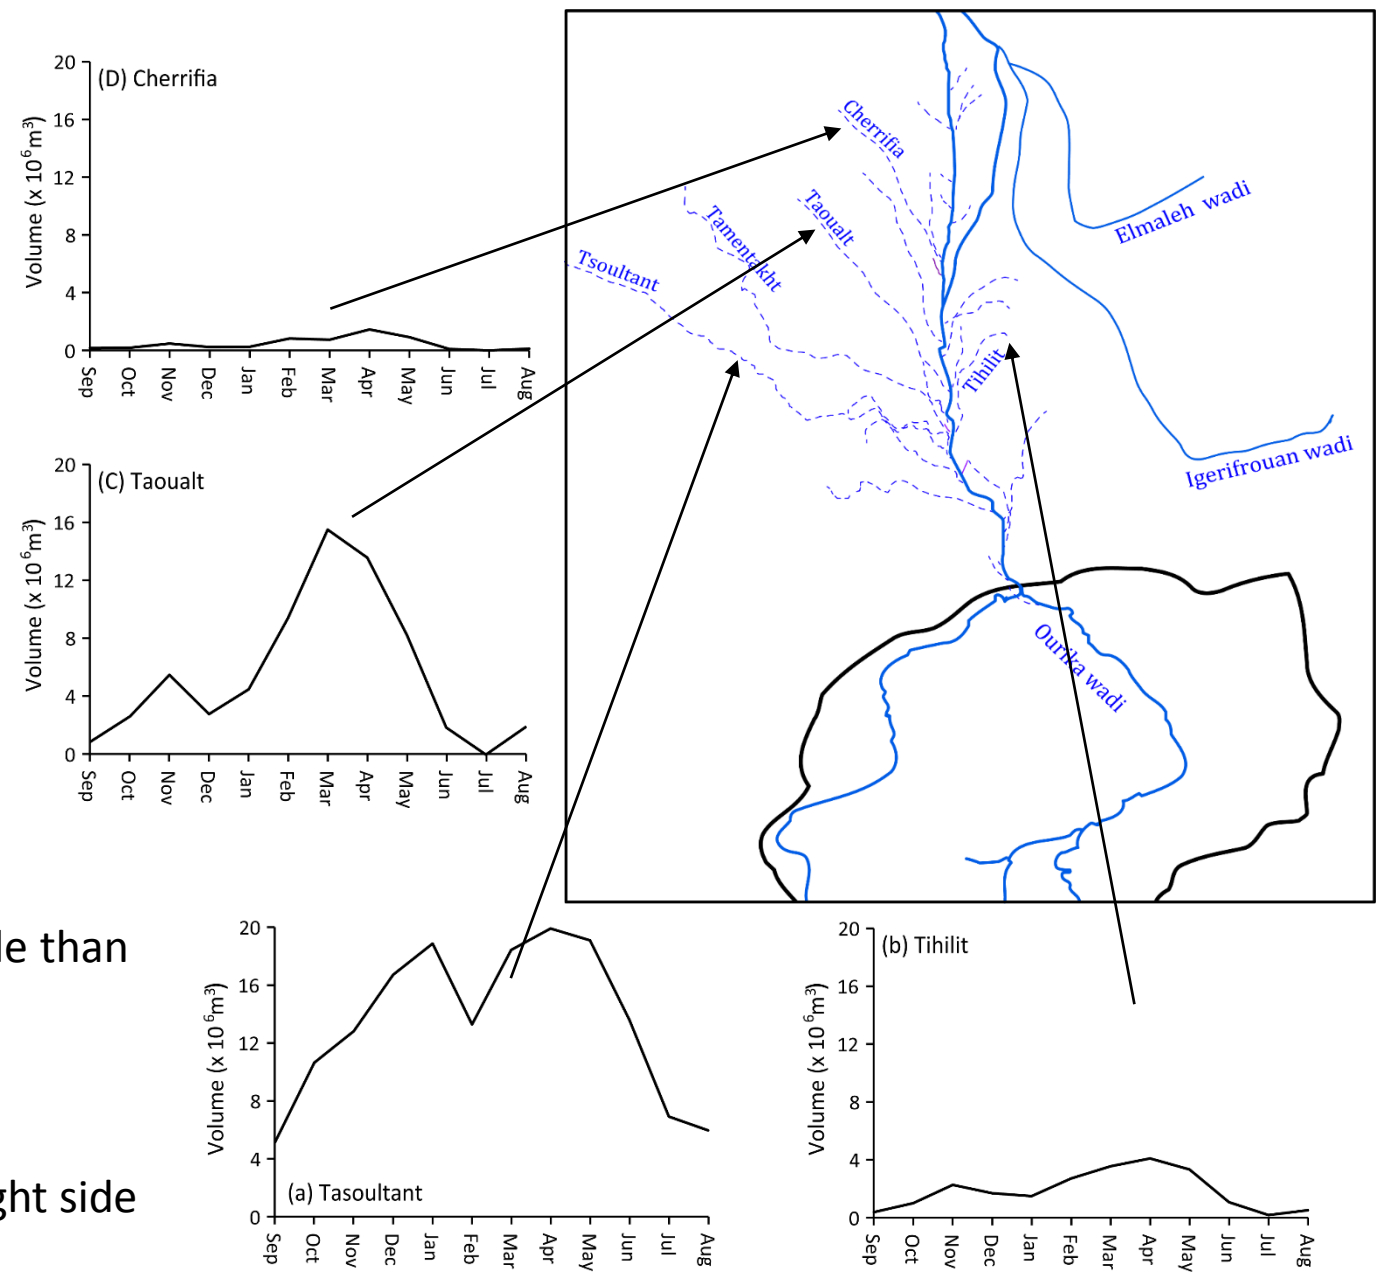 (D) Cherrifia
Volume (x 10⁶m³)
20
16
12
8
4
0
Sep
Oct
Nov
Dec
Jan
Feb
Mar
Apr
May
Jun
Jul
Aug
(C) Taoualt
Volume (x 10⁶m³)
20
16
12
8
4
0
Sep
Oct
Nov
Dec
Jan
Feb
Mar
Apr
May
Jun
Jul
Aug
Cherrifia
Taoualt
Tamentakht
Tsoultant
Elmaleh wadi
Tihilit
Igerifrouan wadi
Ourika wadi
le than
ght side
(a) Tasoultant
Volume (x 10⁶m³)
20
16
12
8
4
0
Sep
Oct
Nov
Dec
Jan
Feb
Mar
Apr
May
Jun
Jul
Aug
(b) Tihilit
Volume (x 10⁶m³)
20
16
12
8
4
0
Sep
Oct
Nov
Dec
Jan
Feb
Mar
Apr
May
Jun
Jul
Aug